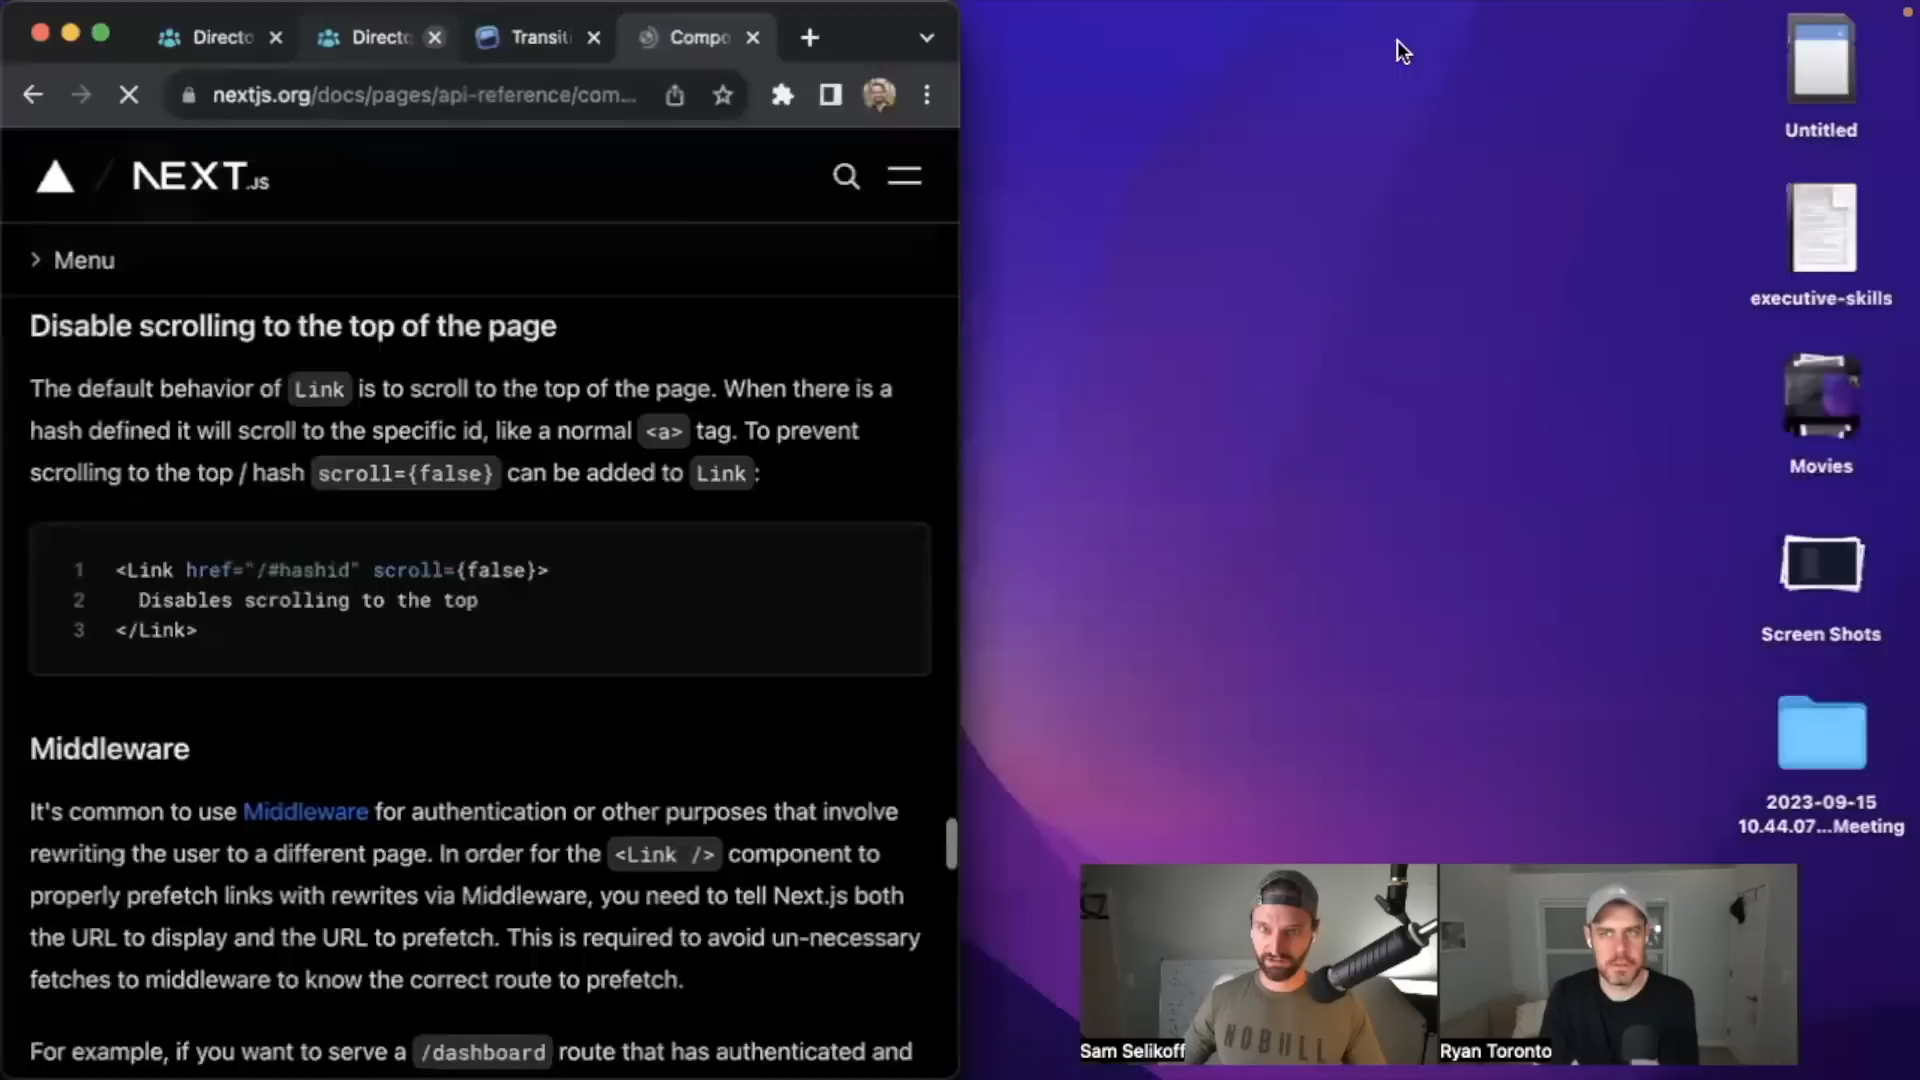 Directo
Directo
Transiti
Compo
nextjs.org/docs/pages/api-reference/com...
NEXT.JS
Menu
Disable scrolling to the top of the page
The default behavior of Link is to scroll to the top of the page. When there is a
hash defined it will scroll to the specific id, like a normal <a> tag. To prevent
scrolling to the top / hash scroll={false} can be added to Link:
1 <Link href="/#hashid" scroll={false}>
2 Disables scrolling to the top
3 </Link>
Middleware
It's common to use Middleware for authentication or other purposes that involve
rewriting the user to a different page. In order for the <Link /> component to
properly prefetch links with rewrites via Middleware, you need to tell Next.js both
the URL to display and the URL to prefetch. This is required to avoid un-necessary
fetches to middleware to know the correct route to prefetch.
For example, if you want to serve a /dashboard route that has authenticated and
Untitled
executive-skills
Movies
Screen Shots
2023-09-15
10.44.07...Meeting
NOBULL
Sam Selikoff
Ryan Toronto